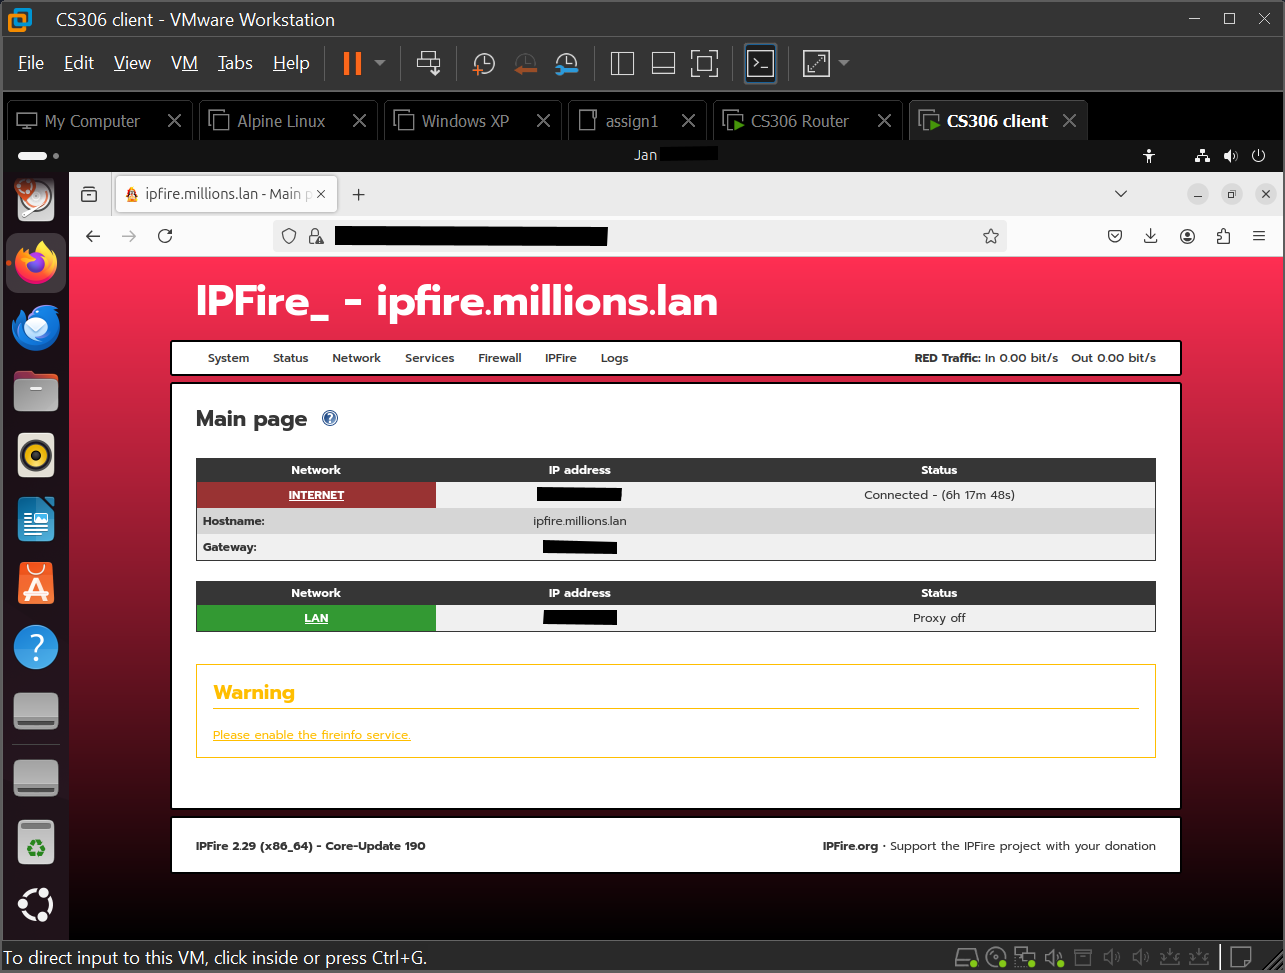 CS306 client - VMware Workstation
File Edit View VM Tabs Help
My Computer Alpine Linux Windows XP assign1 CS306 Router CS306 client
Jan
ipfire.millions.lan - Main p
IPFire_ - ipfire.millions.lan
System Status Network Services Firewall IPFire Logs RED Traffic: In 0.00 bit/s Out 0.00 bit/s
Main page ?
Network IP address Status
INTERNET Connected - (6h 17m 48s)
Hostname: ipfire.millions.lan
Gateway:
Network IP address Status
LAN Proxy off
Warning
Please enable the fireinfo service.
IPFire 2.29 (x86_64) - Core-Update 190 IPFire.org • Support the IPFire project with your donation
To direct input to this VM, click inside or press Ctrl+G.